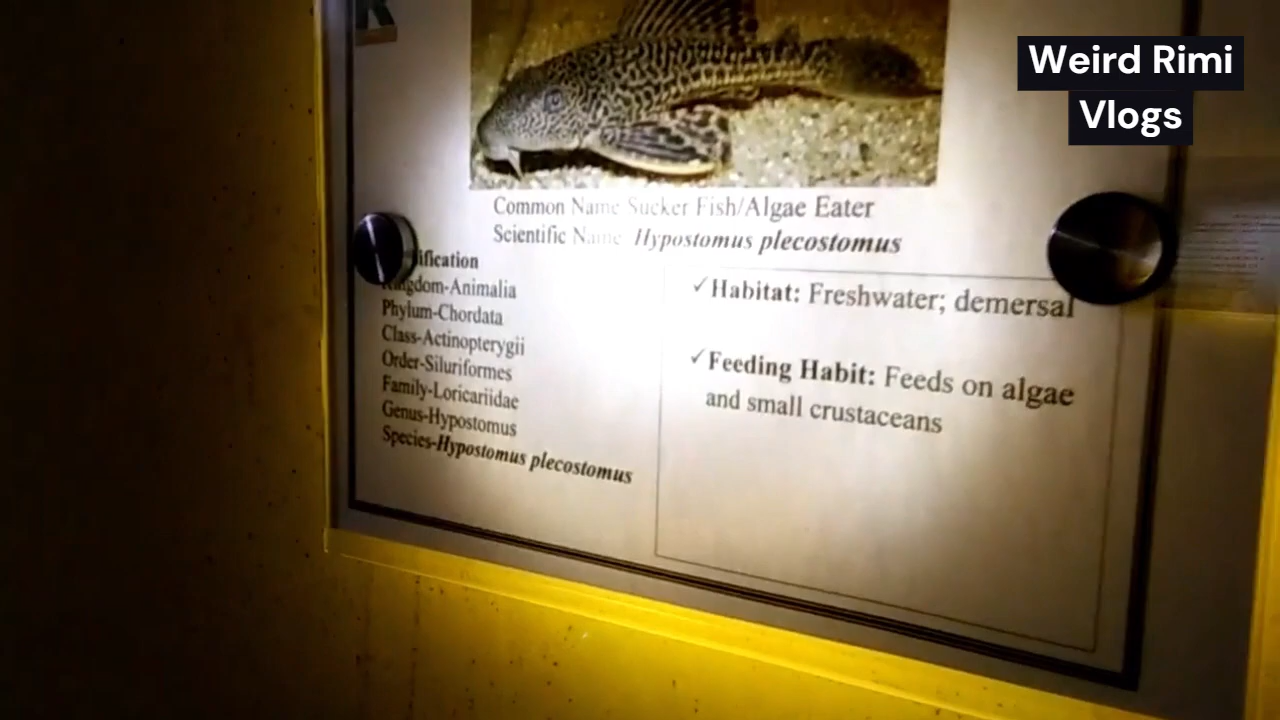 Weird Rimi
Vlogs
Common Name Sucker Fish/Algae Eater
Scientific Name Hypostomus plecostomus
ification
Kingdom-Animalia
Phylum-Chordata
Class-Actinopterygii
Order-Siluriformes
Family-Loricariidae
Genus-Hypostomus
Species-Hypostomus plecostomus
✓Habitat: Freshwater; demersal
✓Feeding Habit: Feeds on algae
and small crustaceans